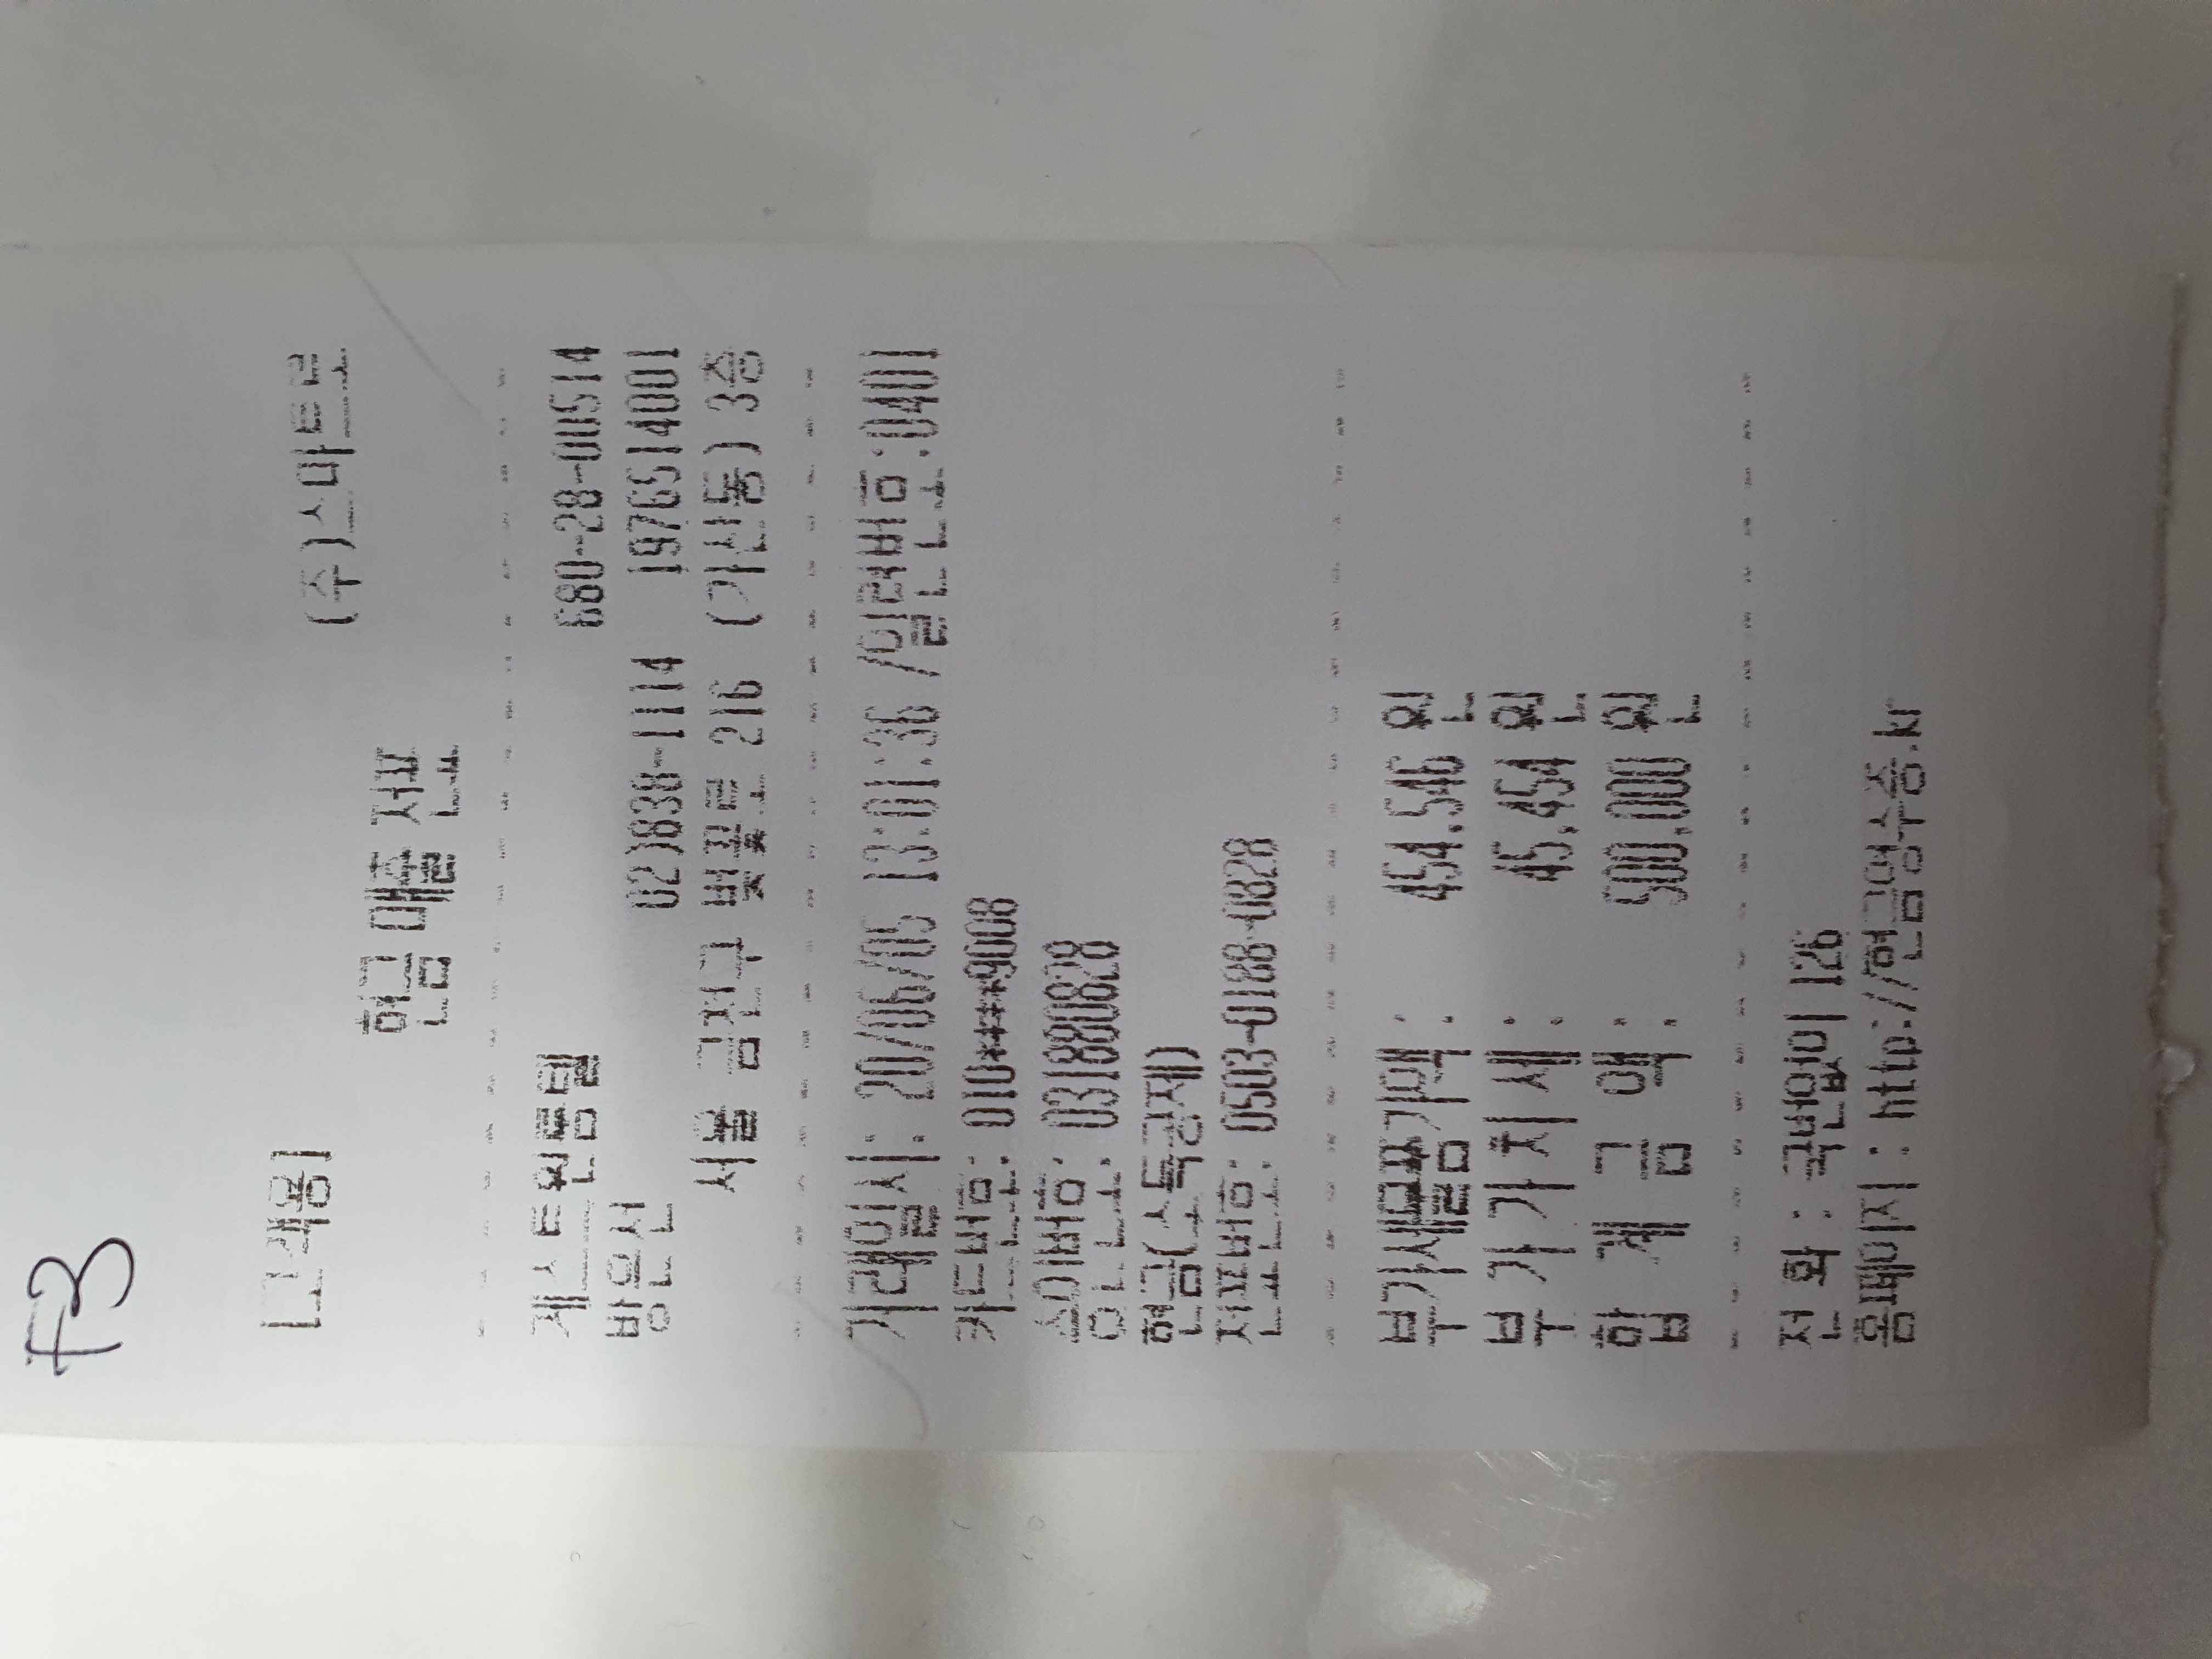 F3
[고객용]
(주)스마트로
현금 매출 전표
게스트원룸텔 680-28-00514
방은선 02)838-1114 1976514001
서울 금천구 벚꽃로 216 (가산동) 3층
거래일시: 20/06/05 13:01:36 /일련번호:0401
카드번호: 010****9008
승인번호: 031880828
현금(소득공제)
전표번호: 0503-0188-0828
부가세물품가액 : 454.546 원
부 가 가 치 세 : 45,454 원
합 계 금 액 : 500,000 원
전 화 : 국번없이 126
홈페이지 : http://현금영수증.kr